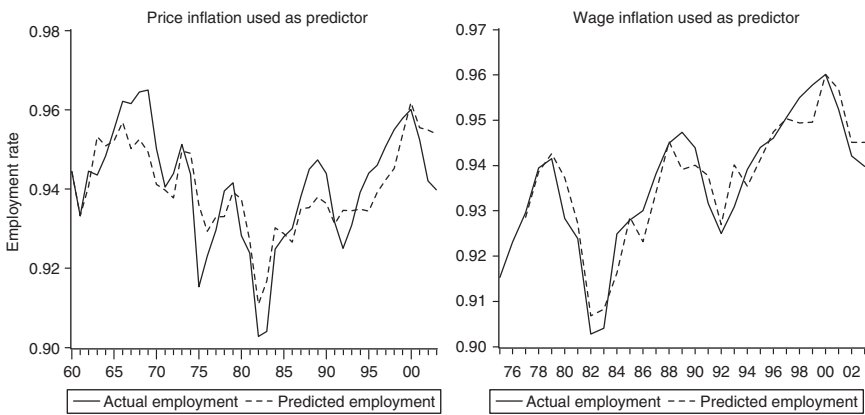 Price inflation used as predictor
0.98
0.96
0.94
0.92
0.90
Employment rate
60 65 70 75 80 85 90 95 00
Actual employment Predicted employment
Wage inflation used as predictor
0.97
0.96
0.95
0.94
0.93
0.92
0.91
0.90
76 78 80 82 84 86 88 90 92 94 96 98 00 02
Actual employment Predicted employment